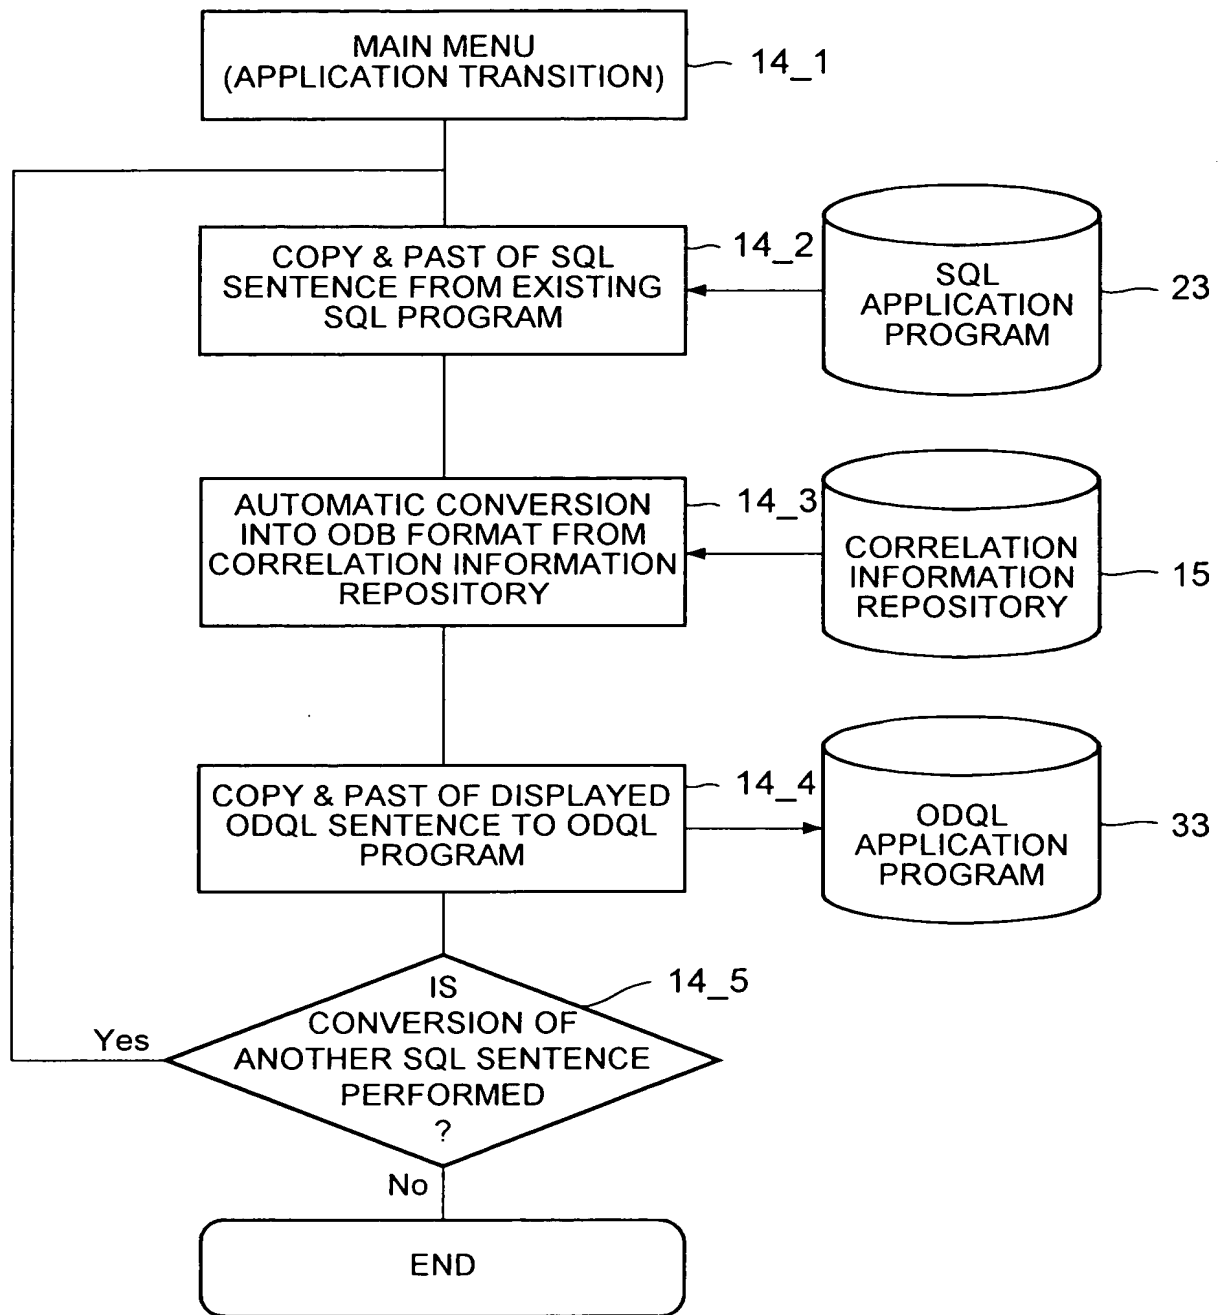 MAIN MENU
(APPLICATION TRANSITION)
14_1
COPY & PAST OF SQL
SENTENCE FROM EXISTING
SQL PROGRAM
14_2
SQL
APPLICATION
PROGRAM
23
AUTOMATIC CONVERSION
INTO ODB FORMAT FROM
CORRELATION INFORMATION
REPOSITORY
14_3
CORRELATION
INFORMATION
REPOSITORY
15
COPY & PAST OF DISPLAYED
ODQL SENTENCE TO ODQL
PROGRAM
14_4
ODQL
APPLICATION
PROGRAM
33
IS
CONVERSION OF
ANOTHER SQL SENTENCE
PERFORMED
?
14_5
Yes
No
END